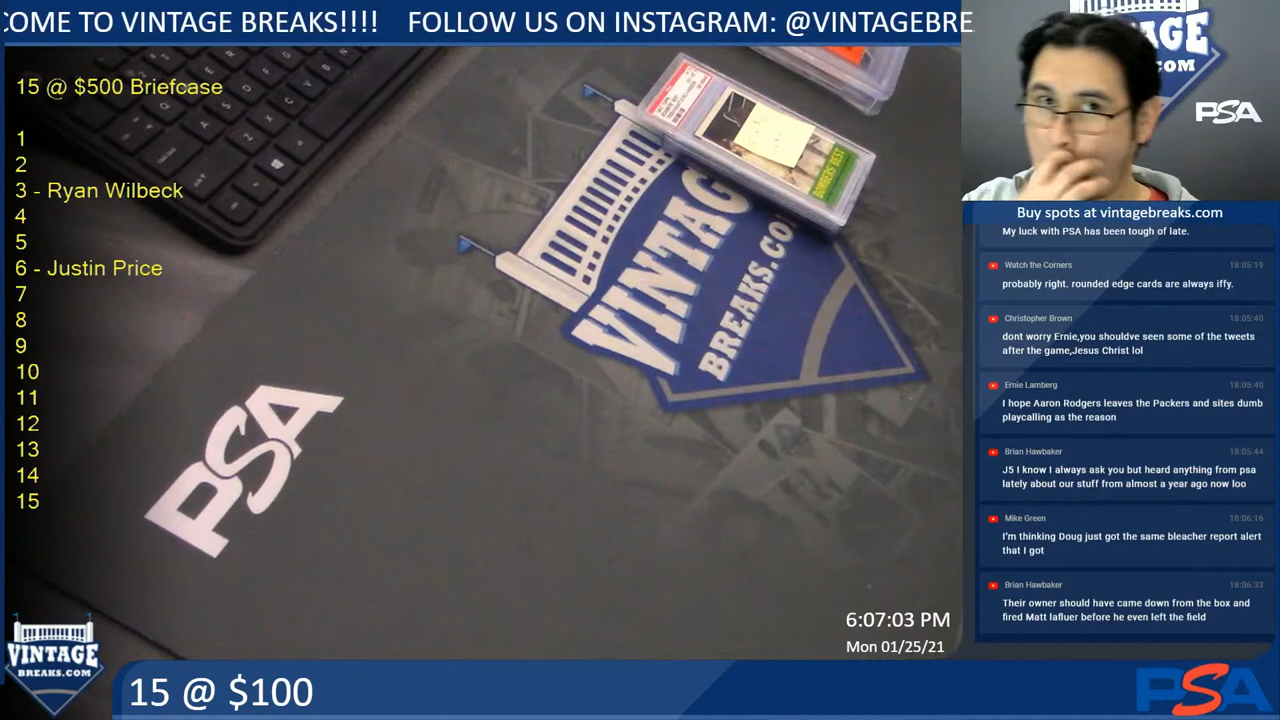 COME TO VINTAGE BREAKS!!!! FOLLOW US ON INSTAGRAM: @VINTAGEBRE
15 @ $500 Briefcase
1
2
3 - Ryan Wilbeck
4
5
6 - Justin Price
7
8
9
10
11
12
13
14
15
PSA
VINTAG
BREAKS.CO
BOMBERS BEST
AGE
.COM
PSA
Buy spots at vintagebreaks.com
My luck with PSA has been tough of late.
Watch the Corners 18:05:19
probably right. rounded edge cards are always iffy.
Christopher Brown 18:05:40
dont worry Ernie,you shouldve seen some of the tweets
after the game,Jesus Christ lol
Ernie Lamberg 18:05:40
I hope Aaron Rodgers leaves the Packers and sites dumb
playcalling as the reason
Brian Hawbaker 18:05:44
J5 I know I always ask you but heard anything from psa
lately about our stuff from almost a year ago now loo
Mike Green 18:06:16
I'm thinking Doug just got the same bleacher report alert
that I got
Brian Hawbaker 18:06:33
Their owner should have came down from the box and
fired Matt lafluer before he even left the field
6:07:03 PM
Mon 01/25/21
VINTAGE
BREAKS.COM
15 @ $100
PSA